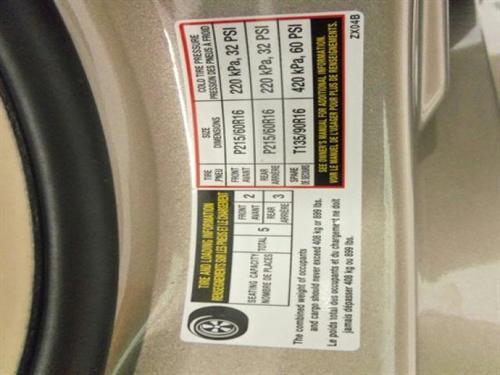 TIRE AND LOADING INFORMATION
RENSEIGNEMENTS SUR LES PNEUS ET LE CHARGEMENT
SEATING CAPACITY
NOMBRE DE PLACES
TOTAL 5
FRONT
AVANT 2
REAR
ARRIÈRE 3
The combined weight of occupants
and cargo should never exceed 408 kg or 899 lbs.
Le poids total des occupants et du chargement ne doit
jamais dépasser 408 kg ou 899 lbs.
TIRE
PNEU
SIZE
DIMENSIONS
COLD TIRE PRESSURE
PRESSION DES PNEUS À FROID
FRONT
AVANT
P215/60R16
220 kPa, 32 PSI
REAR
ARRIÈRE
P215/60R16
220 kPa, 32 PSI
SPARE
DE SECOURS
T135/90R16
420 kPa, 60 PSI
SEE OWNER'S MANUAL FOR ADDITIONAL INFORMATION.
VOIR LE MANUEL DE L'USAGER POUR PLUS DE RENSEIGNEMENTS.
ZX04B